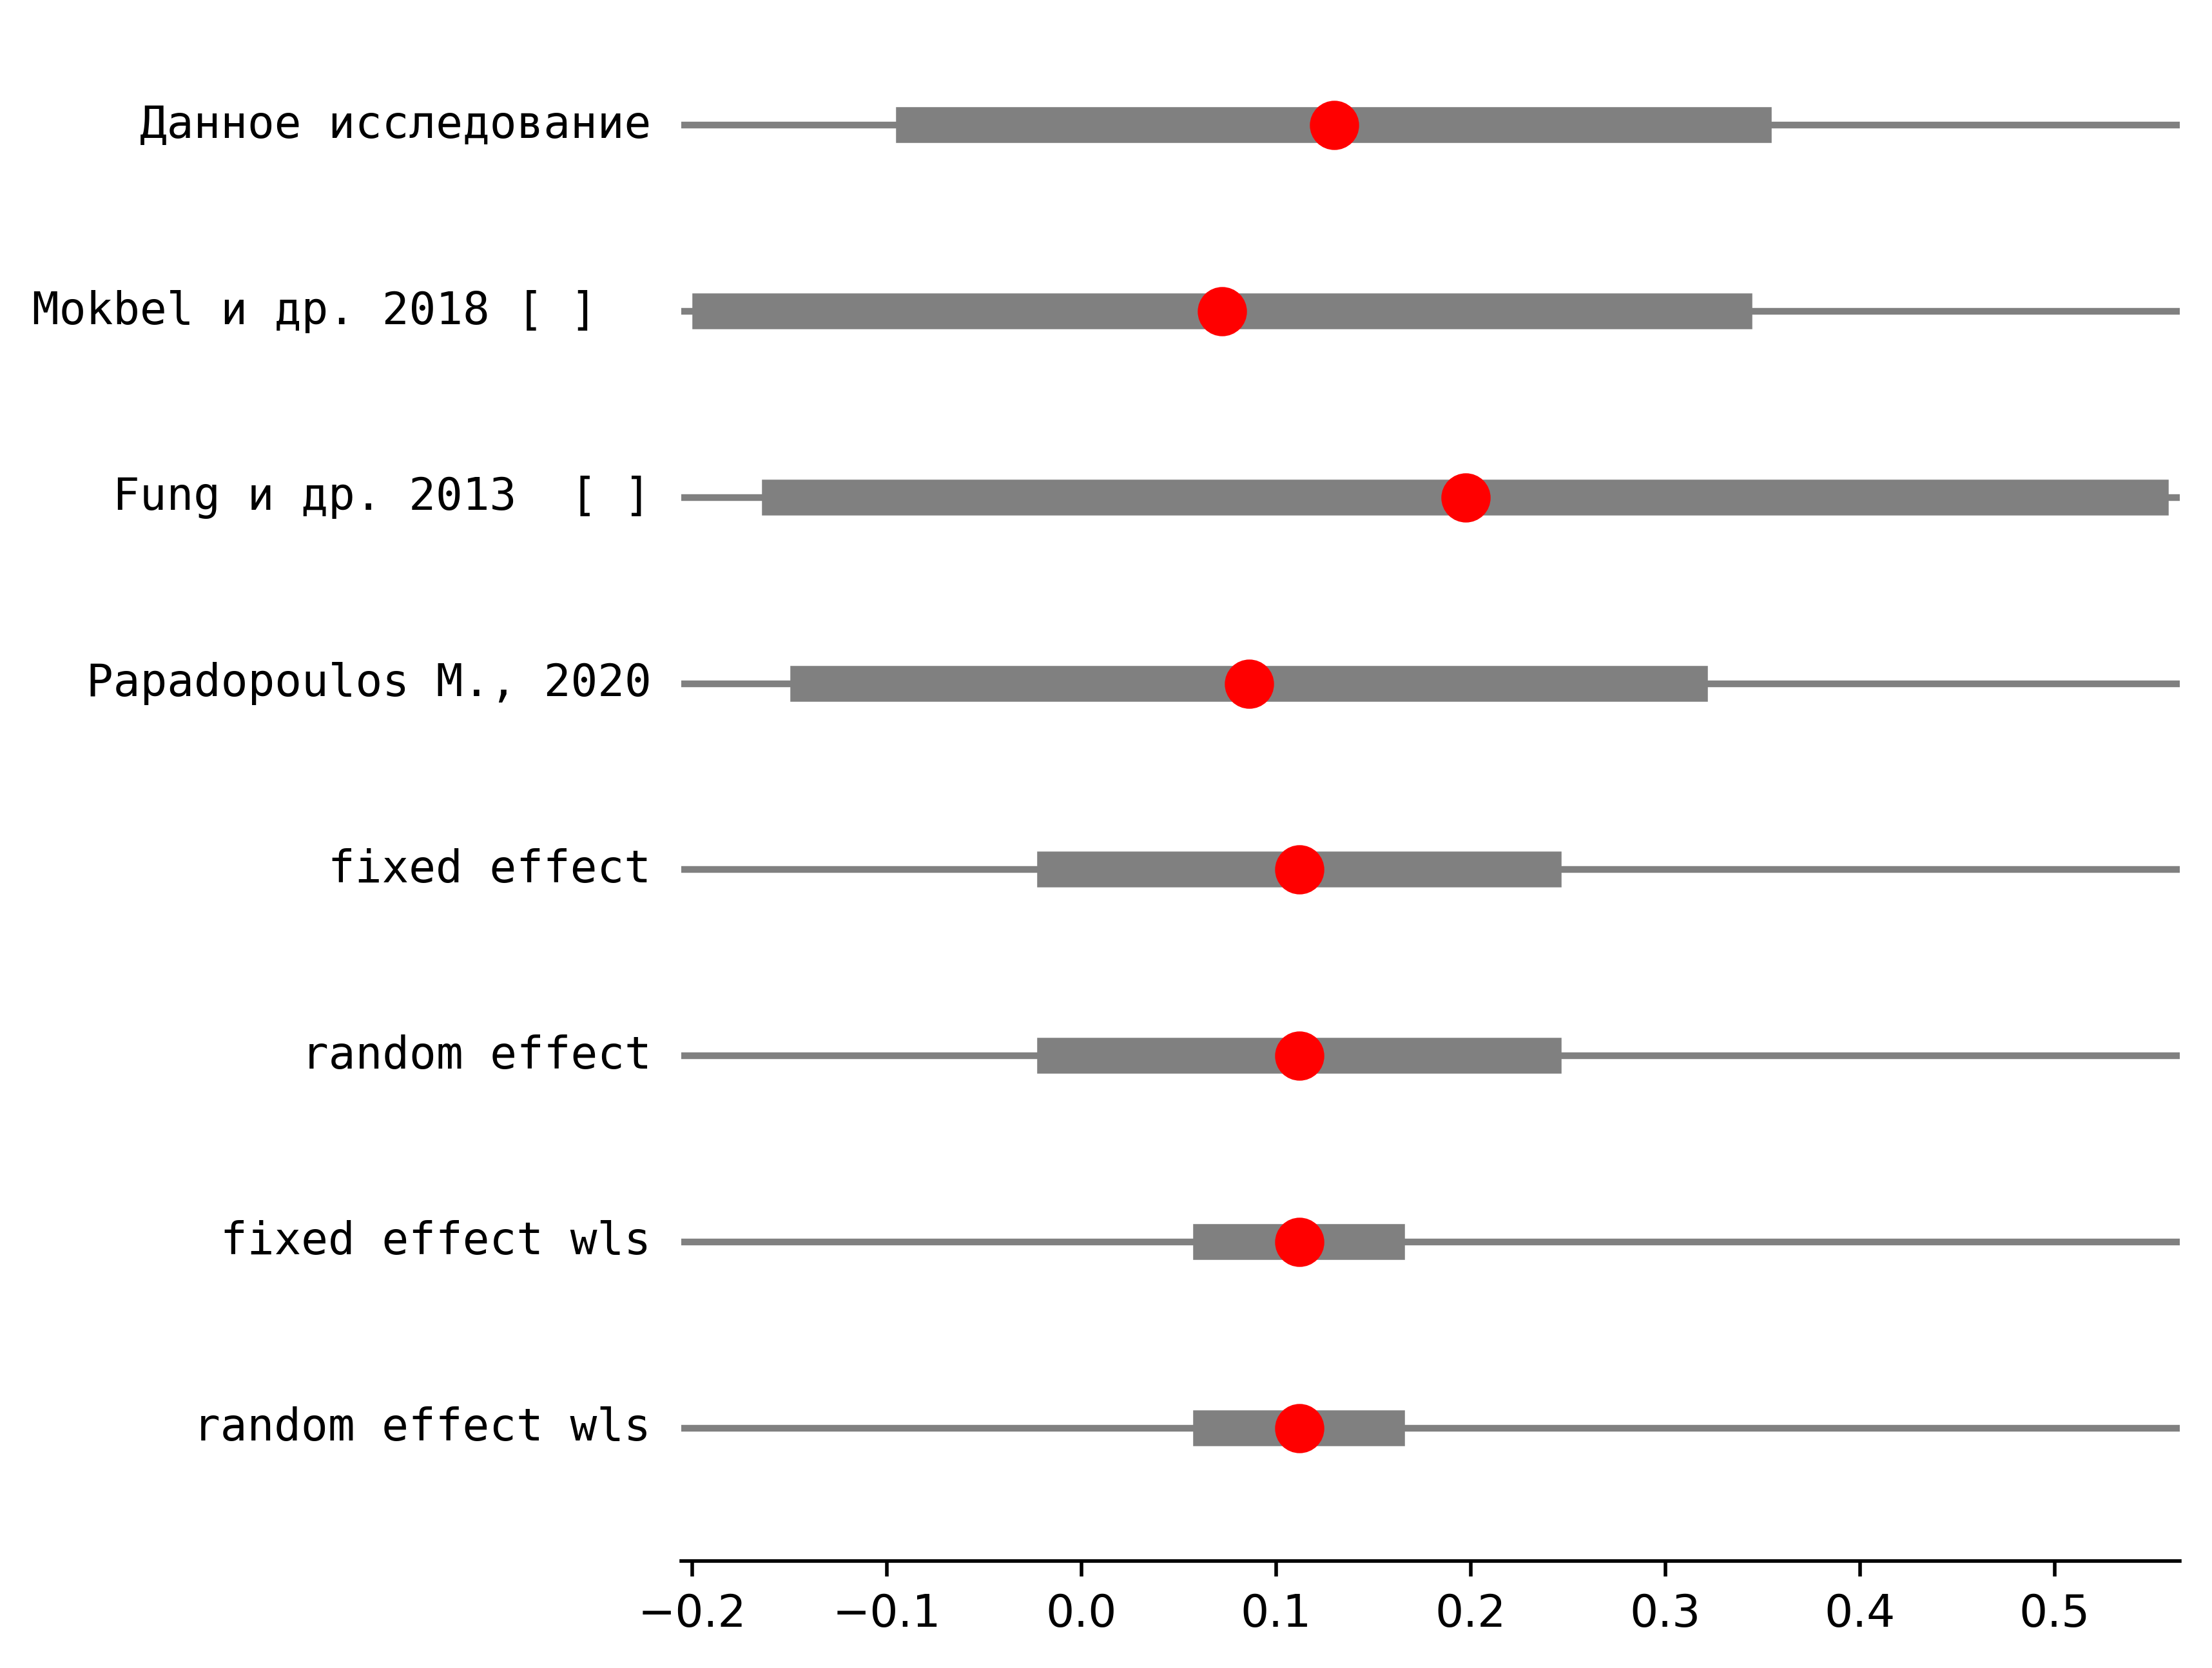 Данное исследование
Mokbel и др. 2018 [ ]
Fung и др. 2013  [ ]
Papadopoulos M., 2020
fixed effect
random effect
fixed effect wls
random effect wls
−0.2 −0.1 0.0 0.1 0.2 0.3 0.4 0.5